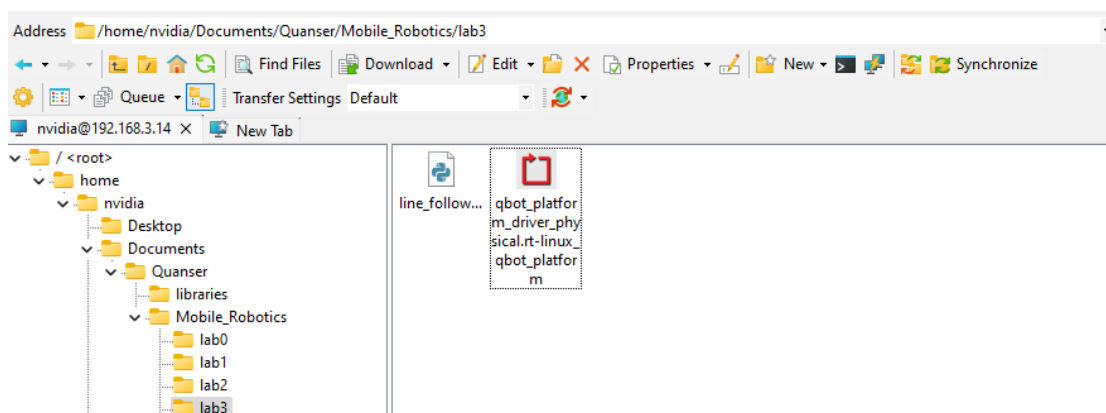 Address /home/nvidia/Documents/Quanser/Mobile_Robotics/lab3
Find Files Download Edit Properties New Synchronize
Queue Transfer Settings Default
nvidia@192.168.3.14 New Tab
/ <root>
home
nvidia
Desktop
Documents
Quanser
libraries
Mobile_Robotics
lab0
lab1
lab2
lab3
line_follow...
qbot_platfor
m_driver_phy
sical.rt-linux_
qbot_platfor
m